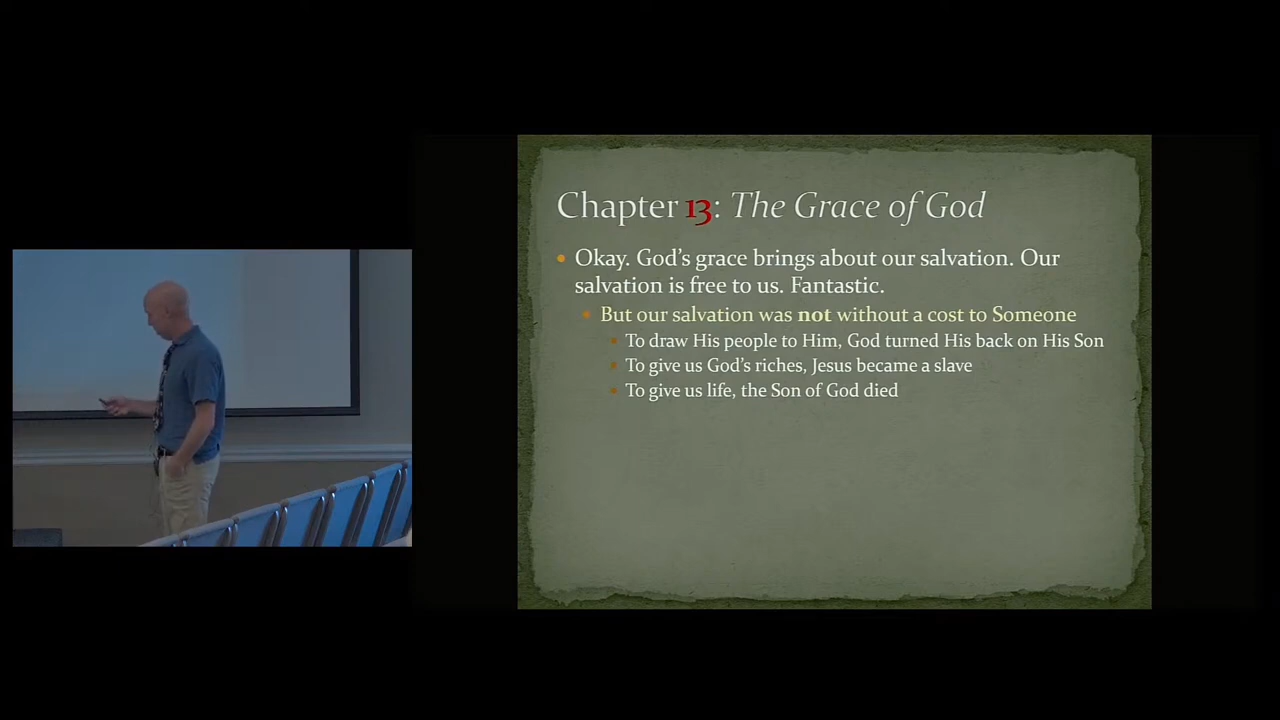 Chapter 13: The Grace of God
Okay. God's grace brings about our salvation. Our
salvation is free to us. Fantastic.
But our salvation was not without a cost to Someone
To draw His people to Him, God turned His back on His Son
To give us God's riches, Jesus became a slave
To give us life, the Son of God died